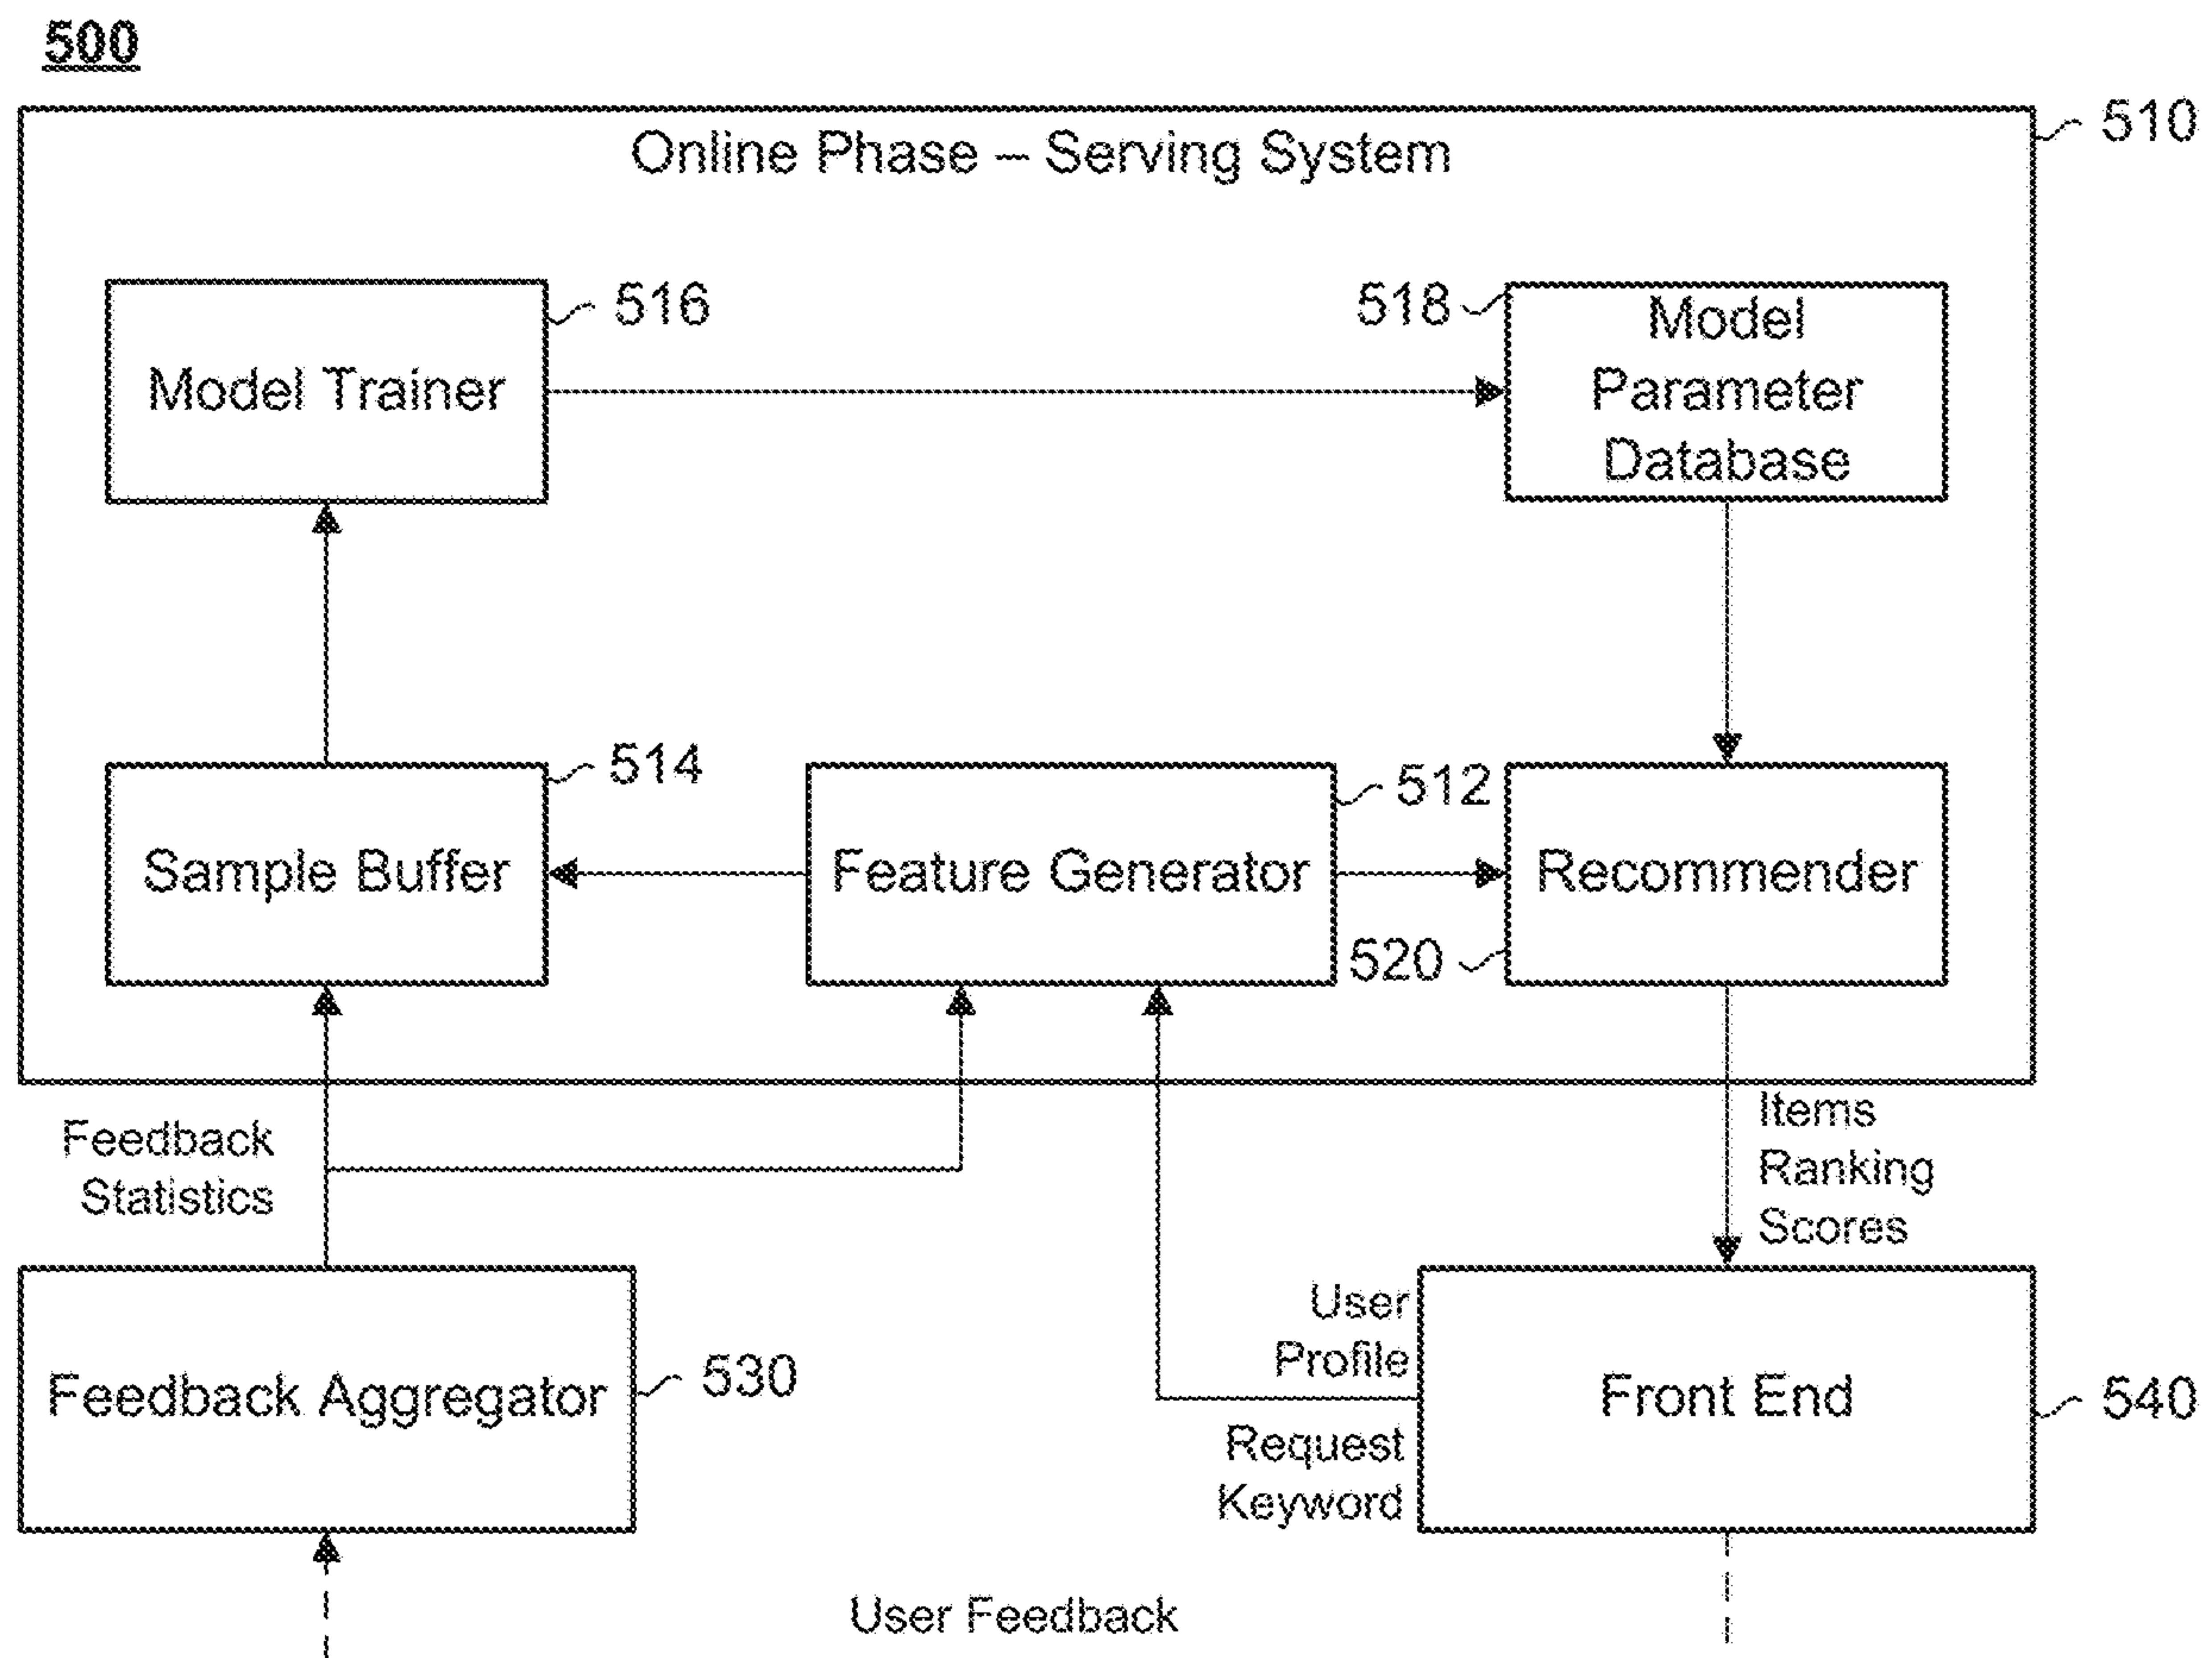 500
510
Online Phase – Serving System
516
518
Model Trainer
Model
Parameter
Database
514
512
Sample Buffer
Feature Generator
Recommender
520
Feedback
Statistics
Items
Ranking
Scores
User
Profile
Request
Keyword
Feedback Aggregator
530
Front End
540
User Feedback